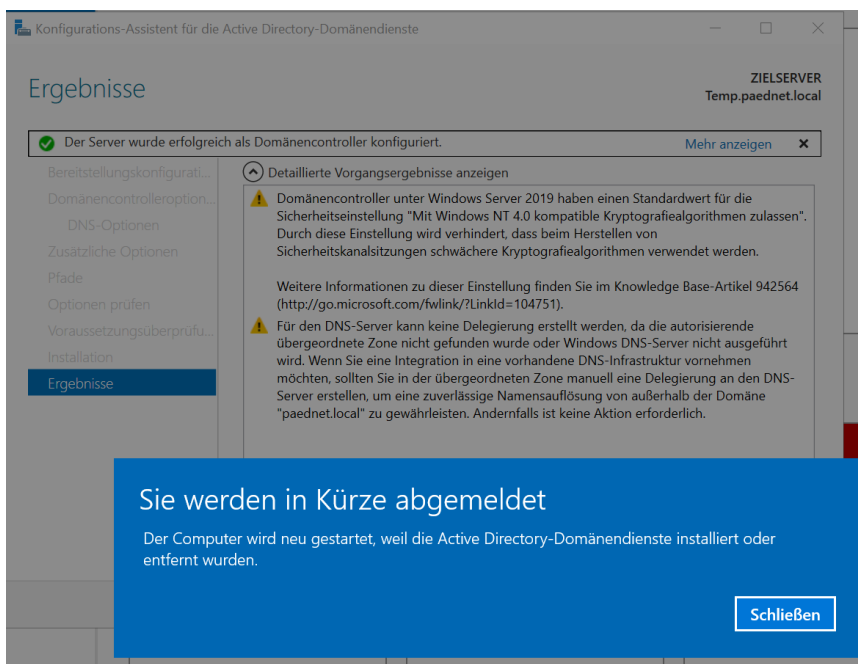 Konfigurations-Assistent für die Active Directory-Domänendienste
Ergebnisse
ZIELSERVER
Temp.paednet.local
Der Server wurde erfolgreich als Domänencontroller konfiguriert.
Mehr anzeigen
Bereitstellungskonfigurati...
Domänencontrolleroption...
DNS-Optionen
Zusätzliche Optionen
Pfade
Optionen prüfen
Voraussetzungsüberprüfu...
Installation
Ergebnisse
Detaillierte Vorgangsergebnisse anzeigen
Domänencontroller unter Windows Server 2019 haben einen Standardwert für die
Sicherheitseinstellung "Mit Windows NT 4.0 kompatible Kryptografiealgorithmen zulassen".
Durch diese Einstellung wird verhindert, dass beim Herstellen von
Sicherheitskanalsitzungen schwächere Kryptografiealgorithmen verwendet werden.
Weitere Informationen zu dieser Einstellung finden Sie im Knowledge Base-Artikel 942564
(http://go.microsoft.com/fwlink/?LinkId=104751).
Für den DNS-Server kann keine Delegierung erstellt werden, da die autorisierende
übergeordnete Zone nicht gefunden wurde oder Windows DNS-Server nicht ausgeführt
wird. Wenn Sie eine Integration in eine vorhandene DNS-Infrastruktur vornehmen
möchten, sollten Sie in der übergeordneten Zone manuell eine Delegierung an den DNS-
Server erstellen, um eine zuverlässige Namensauflösung von außerhalb der Domäne
"paednet.local" zu gewährleisten. Andernfalls ist keine Aktion erforderlich.
Sie werden in Kürze abgemeldet
Der Computer wird neu gestartet, weil die Active Directory-Domänendienste installiert oder
entfernt wurden.
Schließen